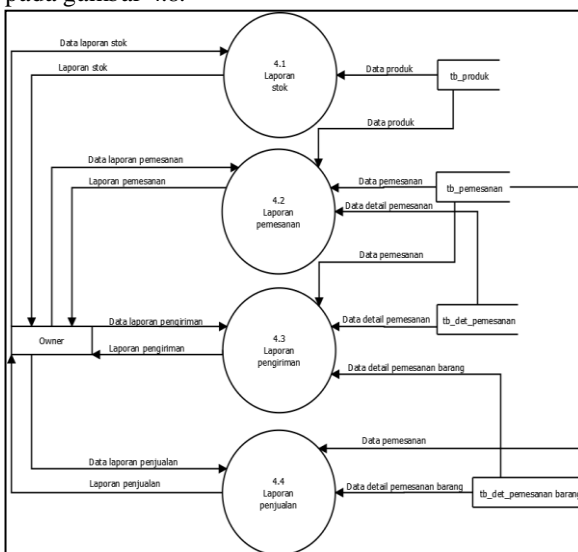 pada gambar 4.8.
Data laporan stok
Laporan stok
4.1
Laporan
stok
Data produk
tb_produk
Data produk
Data laporan pemesanan
Laporan pemesanan
4.2
Laporan
pemesanan
Data pemesanan
tb_pemesanan
Data detail pemesanan
Data pemesanan
Owner
Data laporan pengiriman
Laporan pengiriman
4.3
Laporan
pengiriman
Data detail pemesanan
tb_det_pemesanan
Data detail pemesanan barang
Data laporan penjualan
Laporan penjualan
4.4
Laporan
penjualan
Data pemesanan
Data detail pemesanan barang
tb_det_pemesanan barang